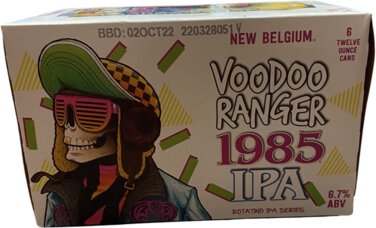 BBD: 02OCT22 220328051 V
NEW BELGIUM®
6
TWELVE
OUNCE
CANS
VOODOO
RANGER
1985
IPA
6.7%
ABV
ROTATING IPA SERIES